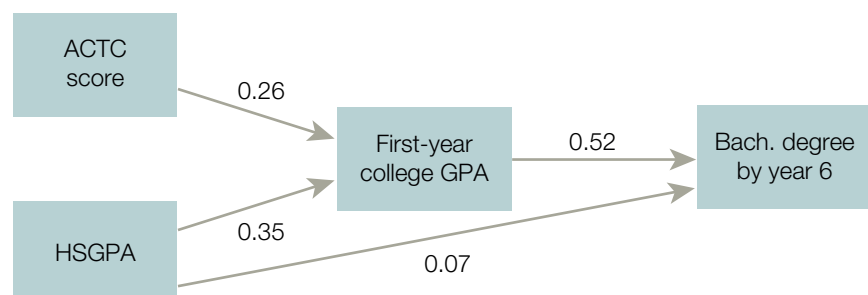 ACTC
score
0.26
First-year
college GPA
0.52
Bach. degree
by year 6
HSGPA
0.35
0.07